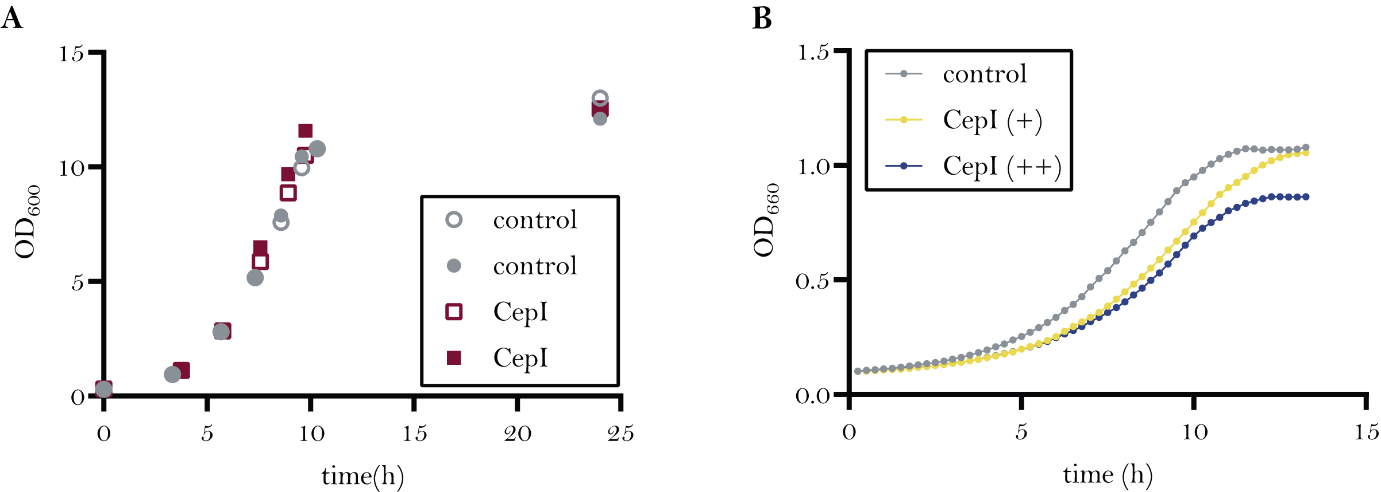 A
15
10
5
0
OD600
0
5
10
15
20
25
time(h)
control
control
CepI
CepI
B
1.5
1.0
0.5
0.0
OD660
0
5
10
15
time (h)
control
CepI (+)
CepI (++)